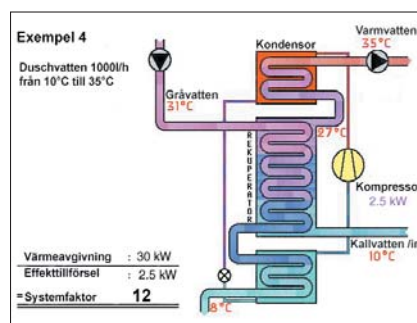 Exempel 4
Duschvatten 1000l/h
från 10°C till 35°C
Kondensor
Varmvatten
35°C
Gråvatten
31°C
27°C
REKUPERATOR
Kompresso
2.5 kW
Kallvatten /in
10°C
8°C
Värmeavgivning : 30 kW
Effekttillförsel : 2.5 kW
=Systemfaktor 12